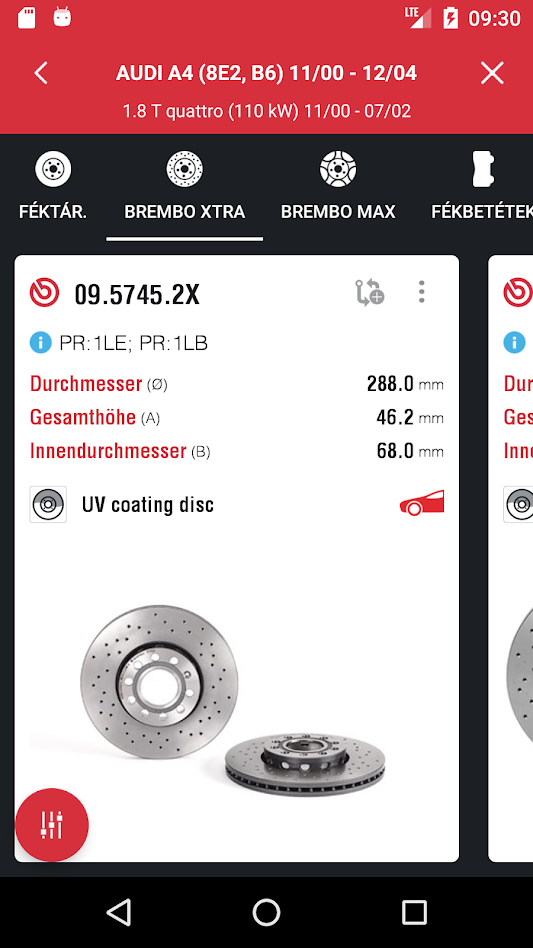 LTE 09:30
AUDI A4 (8E2, B6) 11/00 - 12/04
1.8 T quattro (110 kW) 11/00 - 07/02
FÉKTÁR. BREMBO XTRA BREMBO MAX FÉKBETÉTEK
09.5745.2X
PR:1LE; PR:1LB
Durchmesser (Ø) 288.0 mm Dur
Gesamthöhe (A) 46.2 mm Ges
Innendurchmesser (B) 68.0 mm Inn
UV coating disc